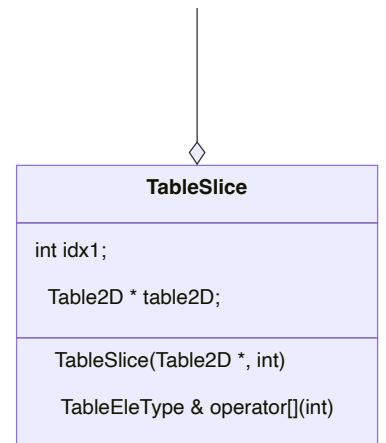 TableSlice
int idx1;
Table2D * table2D;
TableSlice(Table2D *, int)
TableEleType & operator[](int)